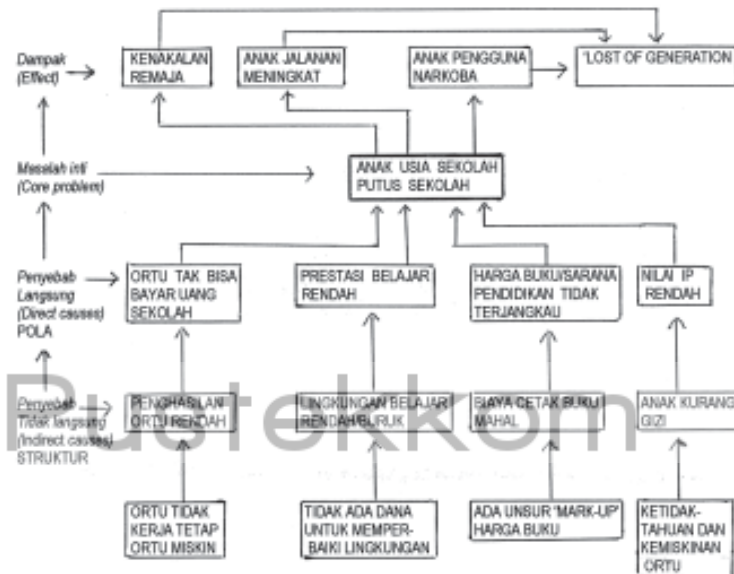 Dampak
(Effect)
KENAKALAN
REMAJA
ANAK JALANAN
MENINGKAT
ANAK PENGGUNA
NARKOBA
"LOST OF GENERATION
Masalah inti
(Core problem)
ANAK USIA SEKOLAH
PUTUS SEKOLAH
Penyebab
Langsung
(Direct causes)
POLA
ORTU TAK BISA
BAYAR UANG
SEKOLAH
PRESTASI BELAJAR
RENDAH
HARGA BUKU/SARANA
PENDIDIKAN TIDAK
TERJANGKAU
NILAI IP
RENDAH
Penyebab
Tidak langsung
(Indirect causes)
STRUKTUR
PENGHASILAN
ORTU RENDAH
LINGKUNGAN BELAJAR
RENDAH/BURUK
BIAYA CETAK BUKU
MAHAL
ANAK KURANG
GIZI
Pustekkom
ORTU TIDAK
KERJA TETAP
ORTU MISKIN
TIDAK ADA DANA
UNTUK MEMPER-
BAIKI LINGKUNGAN
ADA UNSUR 'MARK-UP'
HARGA BUKU
KETIDAK-
TAHUAN DAN
KEMISKINAN
ORTU